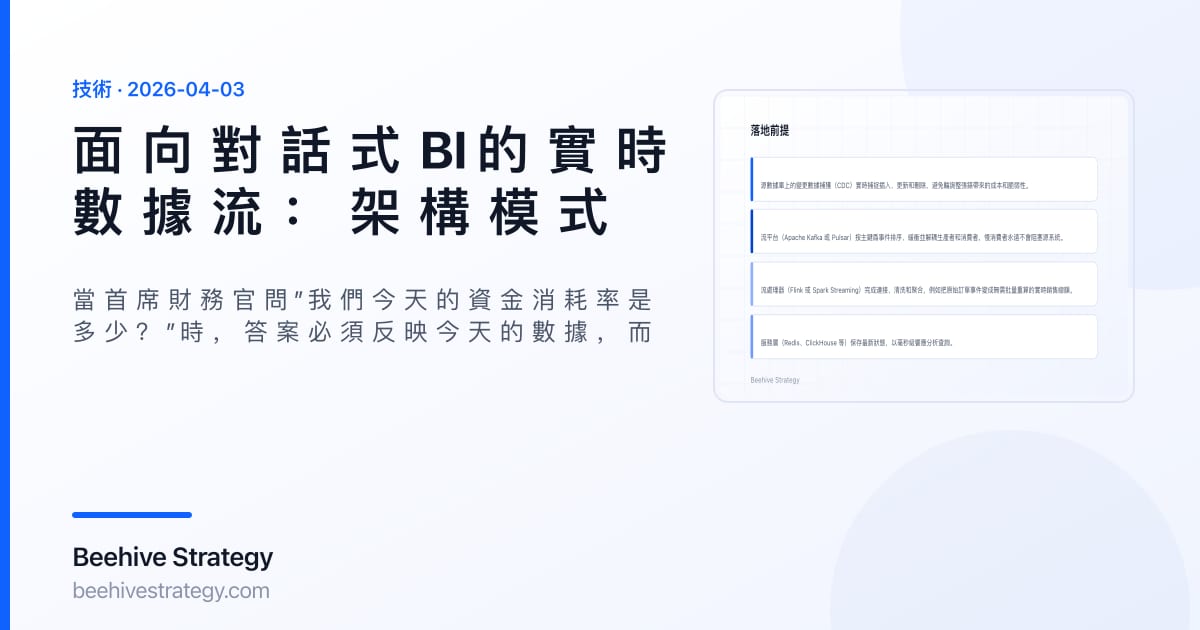 技術 · 2026-04-03
面向對話式BI的實時
數據流：架構模式
當首席財務官問"我們今天的資金消耗率是
多少？"時，答案必須反映今天的數據，而
落地前提
源數據庫上的變更數據捕獲（CDC）實時捕捉插入、更新和刪除，避免輪詢整張錶帶來的成本和脆弱性。
流平台（Apache Kafka 或 Pulsar）按主鍵為事件排序，緩衝並解耦生產者和消費者，慢消費者永遠不會阻塞源系統。
流處理器（Flink 或 Spark Streaming）完成連接、清洗和聚合，例如把原始訂單事件變成無需批量重算的實時銷售總額。
服務層（Redis、ClickHouse 等）保存最新狀態，以毫秒級響應分析查詢。
Beehive Strategy
Beehive Strategy
beehivestrategy.com